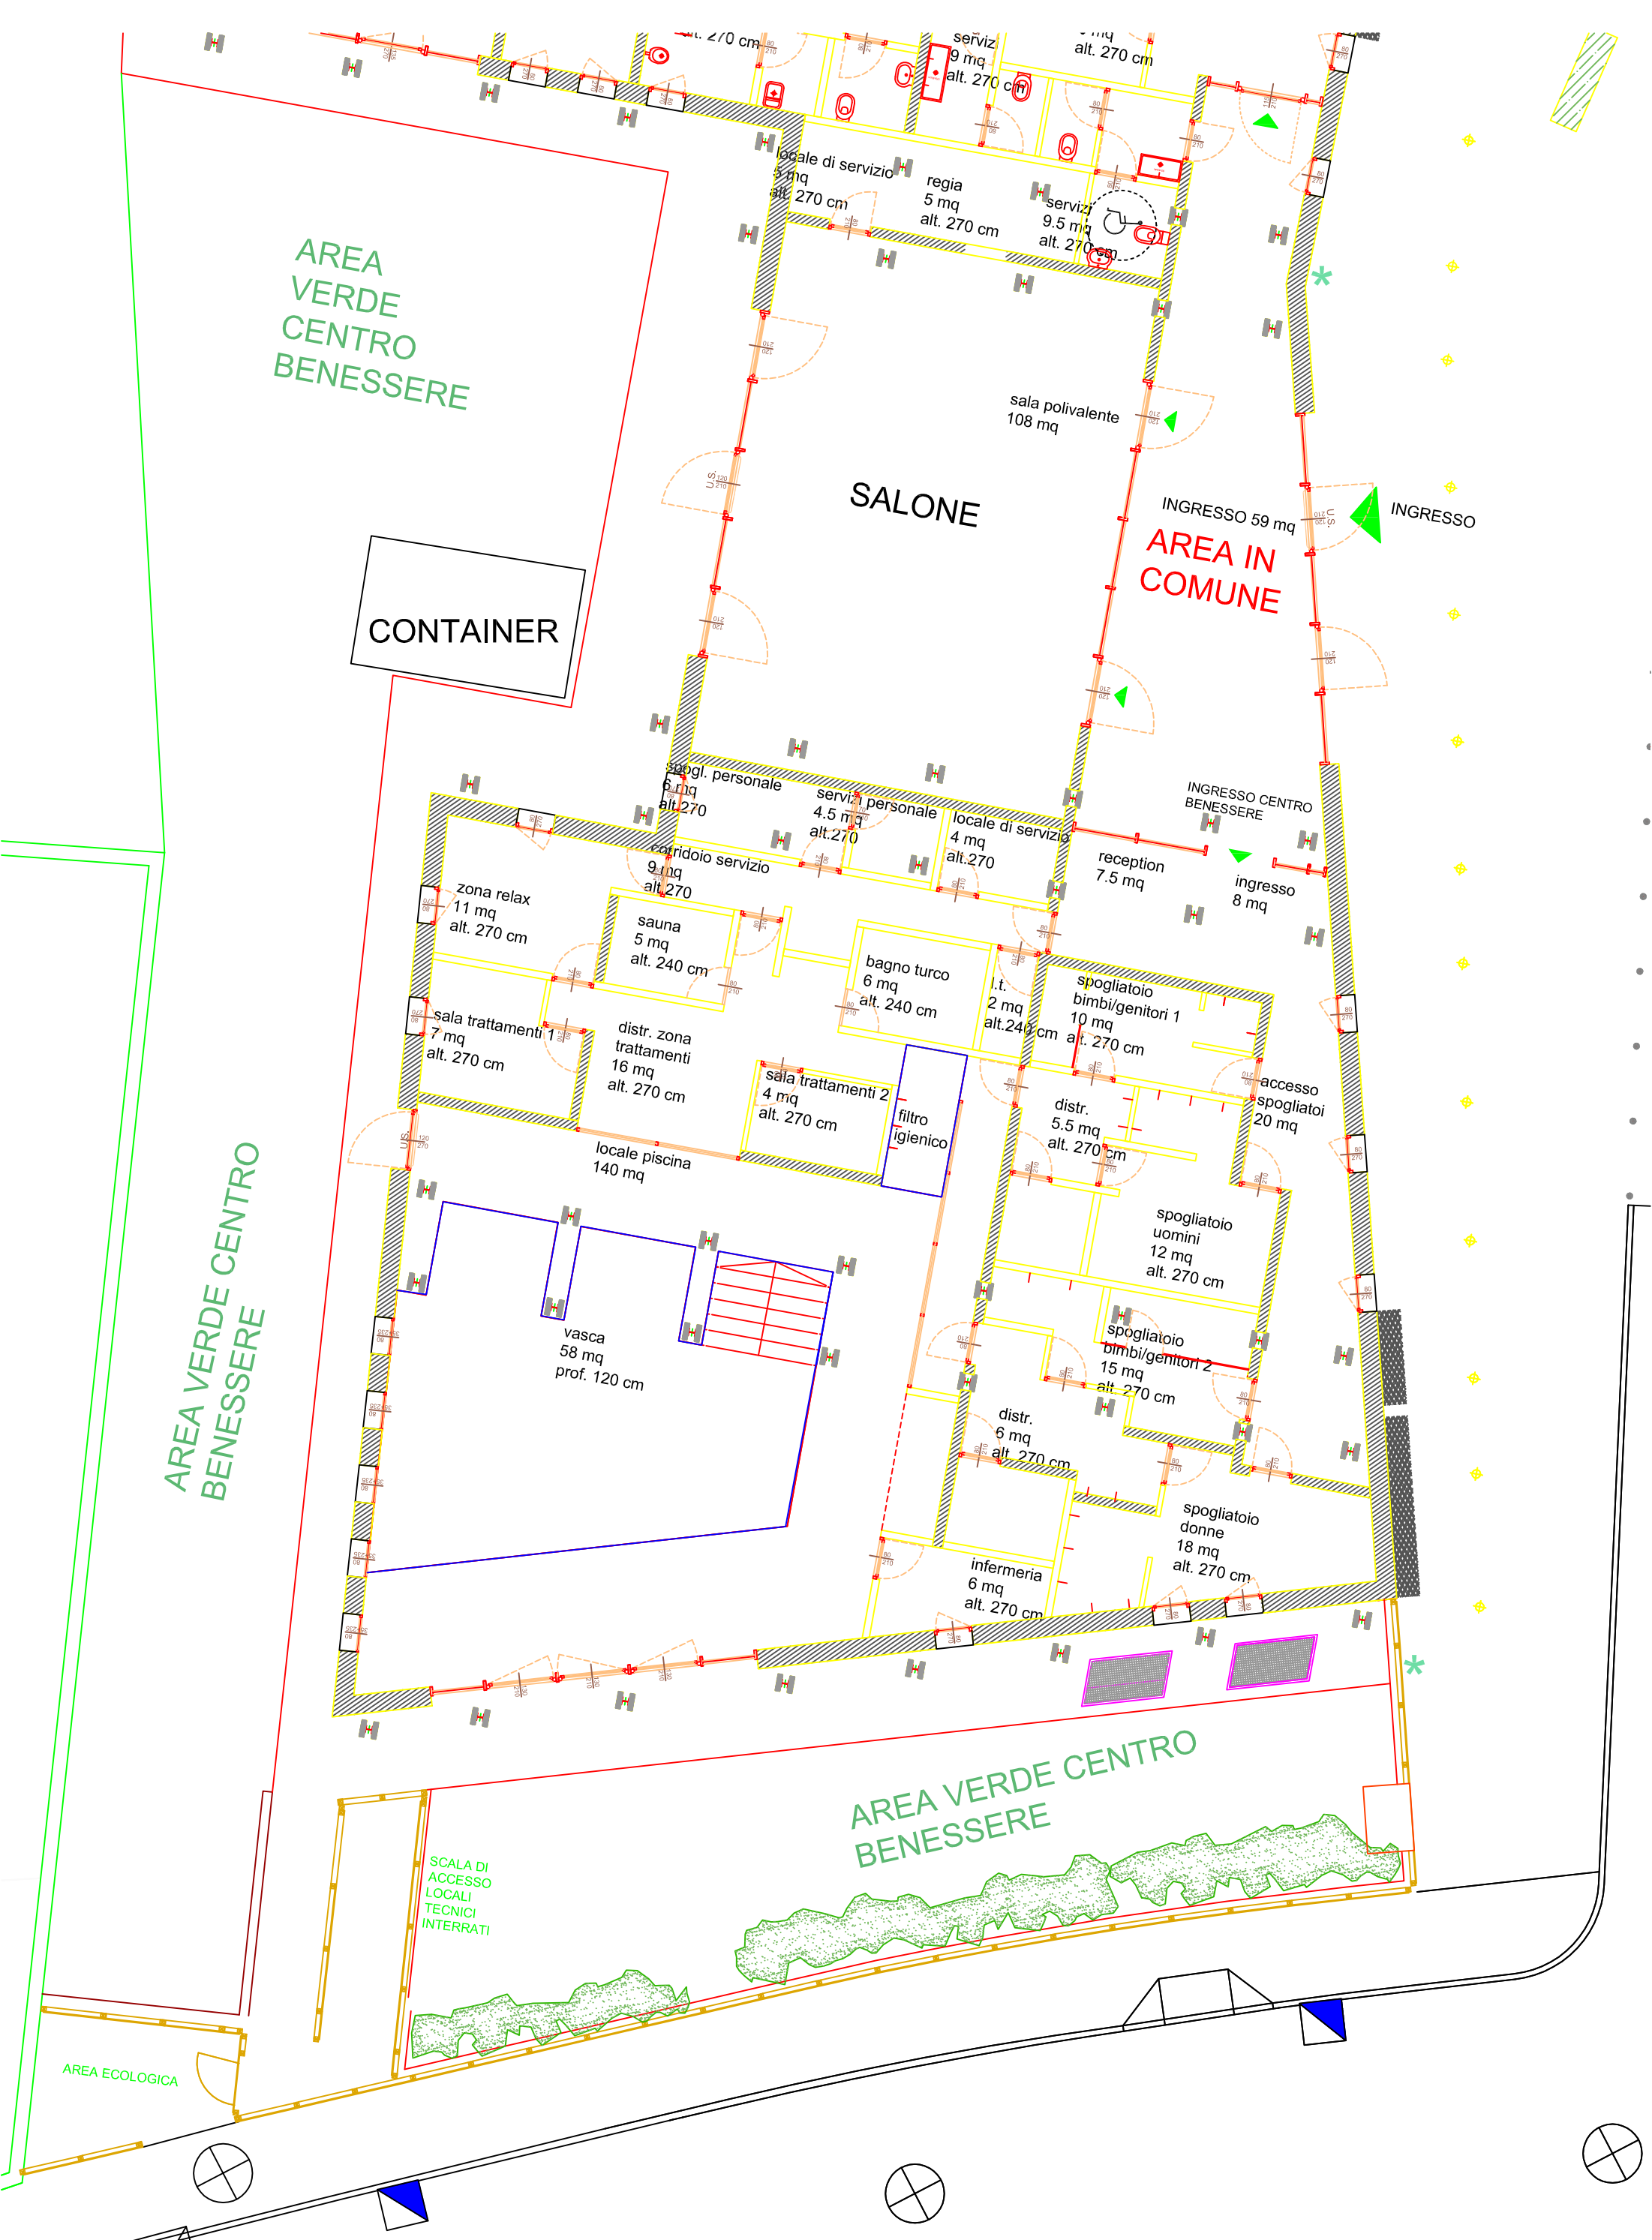 alt. 270 cm
serviz
9 mq
alt. 270 cm
mq
alt. 270 cm
locale di servizio
5 mq
alt. 270 cm
regia
5 mq
alt. 270 cm
servizi
9.5 mq
alt. 270 cm
AREA
VERDE
CENTRO
BENESSERE
sala polivalente
108 mq
SALONE
INGRESSO 59 mq
INGRESSO
U.S.
U.S.
AREA IN
COMUNE
CONTAINER
spogl. personale
6 mq
alt.270
servizi personale
4.5 mq
alt.270
locale di servizio
4 mq
alt.270
INGRESSO CENTRO
BENESSERE
reception
7.5 mq
ingresso
8 mq
corridoio servizio
9 mq
alt.270
zona relax
11 mq
alt. 270 cm
sauna
5 mq
alt. 240 cm
bagno turco
6 mq
alt. 240 cm
l.t.
2 mq
alt.240 cm
spogliatoio
bimbi/genitori 1
10 mq
alt. 270 cm
sala trattamenti 1
7 mq
alt. 270 cm
distr. zona
trattamenti
16 mq
alt. 270 cm
sala trattamenti 2
4 mq
alt. 270 cm
filtro
igienico
distr.
5.5 mq
alt. 270 cm
accesso
spogliatoi
20 mq
locale piscina
140 mq
spogliatoio
uomini
12 mq
alt. 270 cm
AREA VERDE CENTRO
BENESSERE
vasca
58 mq
prof. 120 cm
spogliatoio
bimbi/genitori 2
15 mq
alt. 270 cm
distr.
6 mq
alt. 270 cm
spogliatoio
donne
18 mq
alt. 270 cm
infermeria
6 mq
alt. 270 cm
AREA VERDE CENTRO
BENESSERE
SCALA DI
ACCESSO
LOCALI
TECNICI
INTERRATI
AREA ECOLOGICA